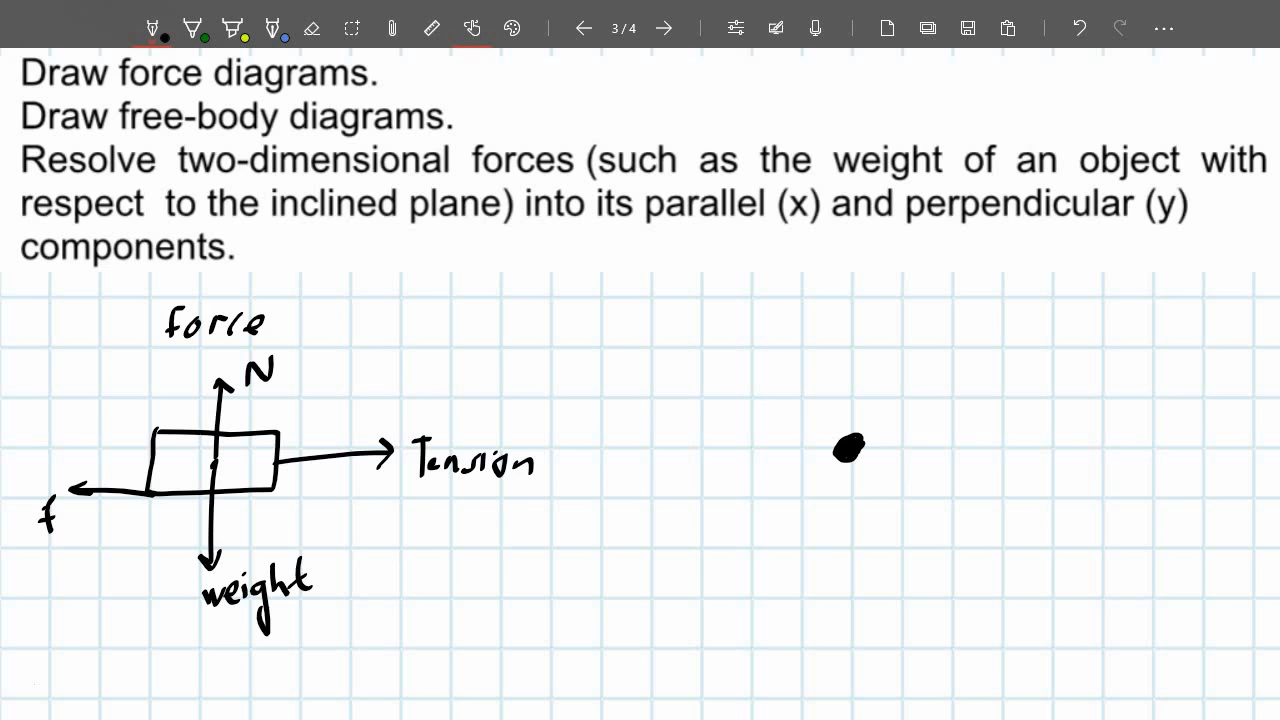 3 / 4
Draw force diagrams.
Draw free-body diagrams.
Resolve two-dimensional forces (such as the weight of an object with
respect to the inclined plane) into its parallel (x) and perpendicular (y)
components.
force
N
Tension
f
weight